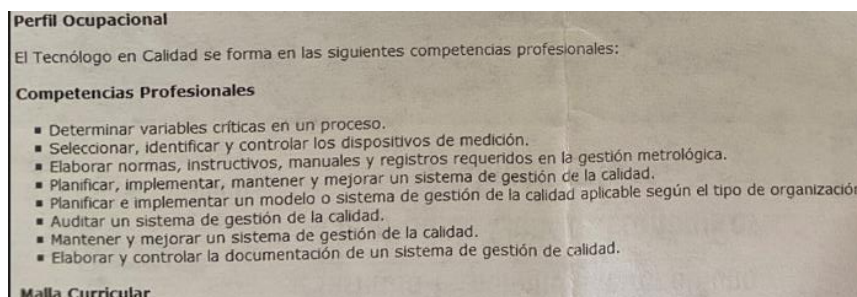 Perfil Ocupacional
El Tecnólogo en Calidad se forma en las siguientes competencias profesionales:
Competencias Profesionales
▪ Determinar variables críticas en un proceso.
▪ Seleccionar, identificar y controlar los dispositivos de medición.
▪ Elaborar normas, instructivos, manuales y registros requeridos en la gestión metrológica.
▪ Planificar, implementar, mantener y mejorar un sistema de gestión de la calidad.
▪ Planificar e implementar un modelo o sistema de gestión de la calidad aplicable según el tipo de organización
▪ Auditar un sistema de gestión de la calidad.
▪ Mantener y mejorar un sistema de gestión de la calidad.
▪ Elaborar y controlar la documentación de un sistema de gestión de calidad.
Malla Curricular